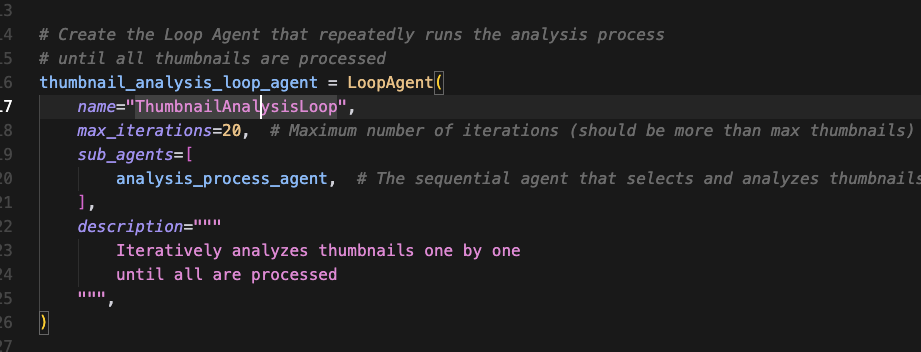 13
14 # Create the Loop Agent that repeatedly runs the analysis process
15 # until all thumbnails are processed
16 thumbnail_analysis_loop_agent = LoopAgent(
17 name="ThumbnailAnalysisLoop",
18 max_iterations=20, # Maximum number of iterations (should be more than max thumbnails)
19 sub_agents=[
20 analysis_process_agent, # The sequential agent that selects and analyzes thumbnails
21 ],
22 description="""
23 Iteratively analyzes thumbnails one by one
24 until all are processed
25 """,
26 )
27